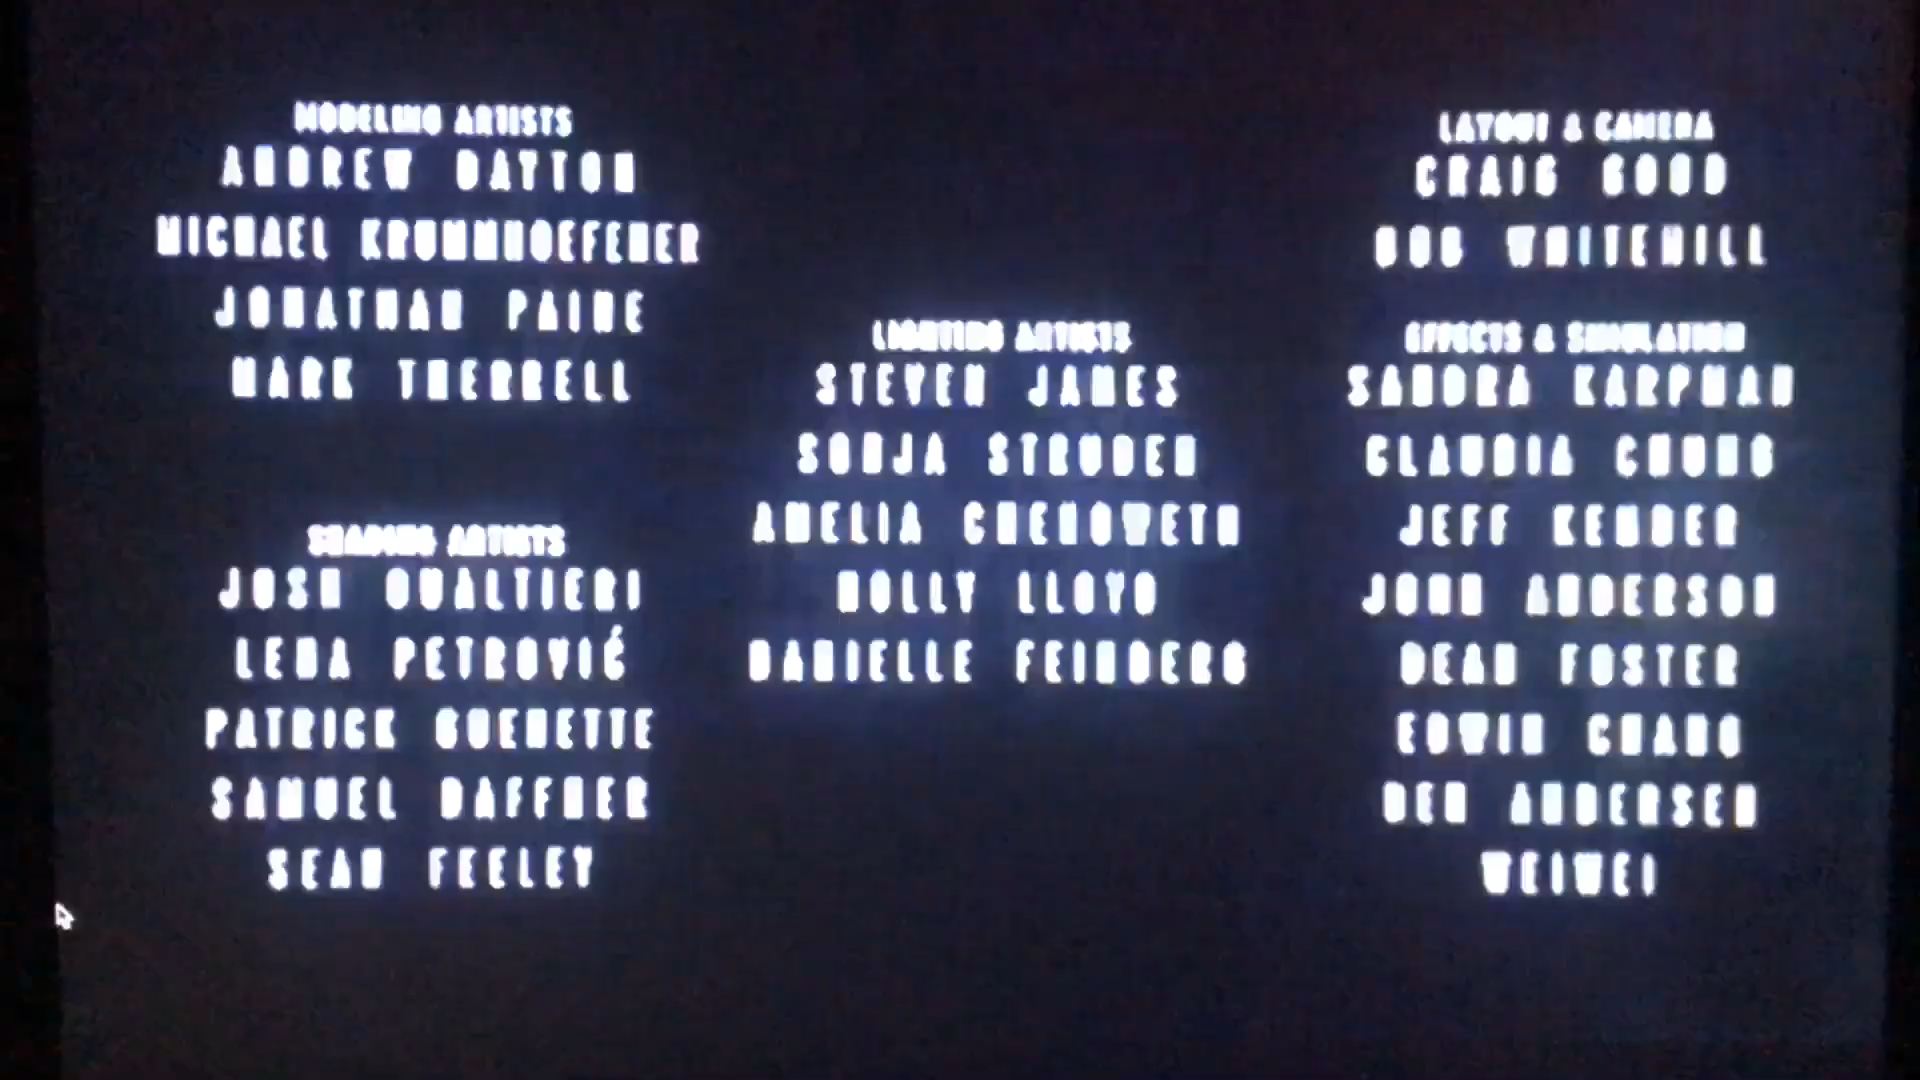 MODELING ARTISTS
ANDREW DAYTON
MICHAEL KRUMMHOEFENER
JONATHAN PAINE
MARK THERRELL
SHADING ARTISTS
JOSH QUALTIERI
LENA PETROVIĆ
PATRICK GUENETTE
SAMUEL DAFFNER
SEAN FEELEY
LIGHTING ARTISTS
STEVEN JAMES
SONJA STRUBEN
AMELIA CHENOWETH
HOLLY LLOYD
DANIELLE FEINBERG
LAYOUT & CAMERA
CRAIG GOOD
BOB WHITEHILL
EFFECTS & SIMULATION
SANDRA KARPMAN
CLAUDIA CHUNG
JEFF KEMBER
JOHN ANDERSON
DEAN FOSTER
EDWIN CHANG
BEN ANDERSEN
WEIWEI